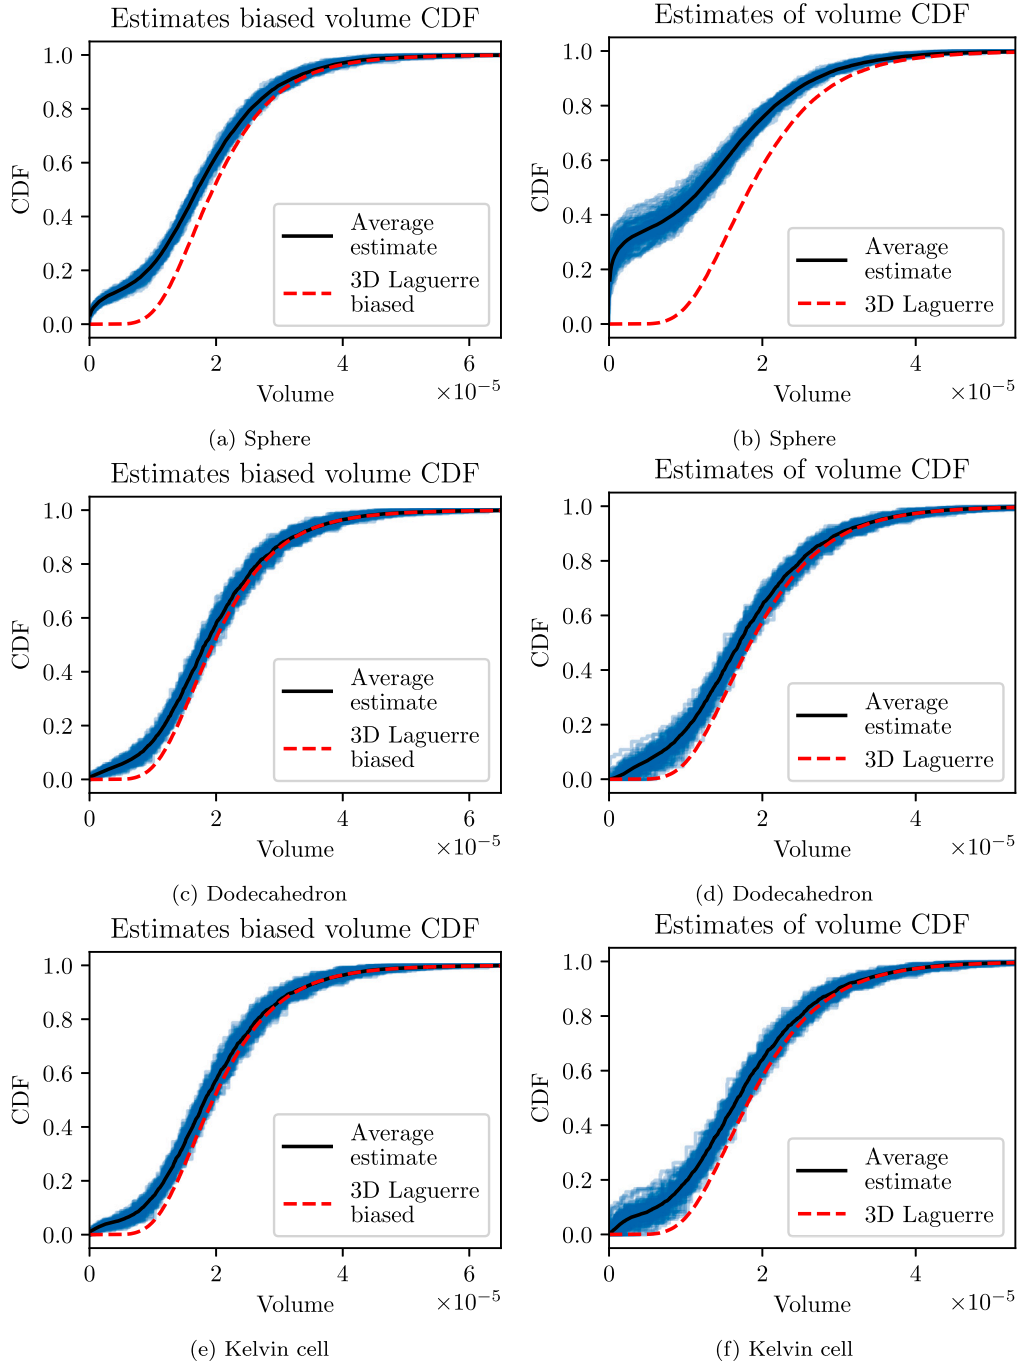 Estimates biased volume CDF
Estimates of volume CDF
1.0
0.8
0.6
0.4
0.2
0.0
CDF
Average
estimate
3D Laguerre
biased
0
2
4
6
×10⁻⁵
Volume
(a) Sphere
1.0
0.8
0.6
0.4
0.2
0.0
CDF
Average
estimate
3D Laguerre
0
2
4
×10⁻⁵
Volume
(b) Sphere
Estimates biased volume CDF
Estimates of volume CDF
1.0
0.8
0.6
0.4
0.2
0.0
CDF
Average
estimate
3D Laguerre
biased
0
2
4
6
×10⁻⁵
Volume
(c) Dodecahedron
1.0
0.8
0.6
0.4
0.2
0.0
CDF
Average
estimate
3D Laguerre
0
2
4
×10⁻⁵
Volume
(d) Dodecahedron
Estimates biased volume CDF
Estimates of volume CDF
1.0
0.8
0.6
0.4
0.2
0.0
CDF
Average
estimate
3D Laguerre
biased
0
2
4
6
×10⁻⁵
Volume
(e) Kelvin cell
1.0
0.8
0.6
0.4
0.2
0.0
CDF
Average
estimate
3D Laguerre
0
2
4
×10⁻⁵
Volume
(f) Kelvin cell